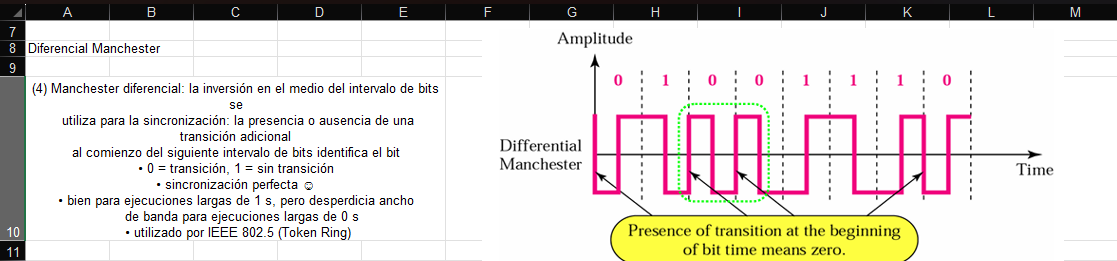 A B C D E F G H I J K L M
7
8 Diferencial Manchester
9
(4) Manchester diferencial: la inversión en el medio del intervalo de bits
se
utiliza para la sincronización: la presencia o ausencia de una
transición adicional
al comienzo del siguiente intervalo de bits identifica el bit
• 0 = transición, 1 = sin transición
• sincronización perfecta ☺
• bien para ejecuciones largas de 1 s, pero desperdicia ancho
de banda para ejecuciones largas de 0 s
10 • utilizado por IEEE 802.5 (Token Ring)
11
Amplitude
0 1 0 0 1 1 1 0
Differential
Manchester
Time
Presence of transition at the beginning
of bit time means zero.